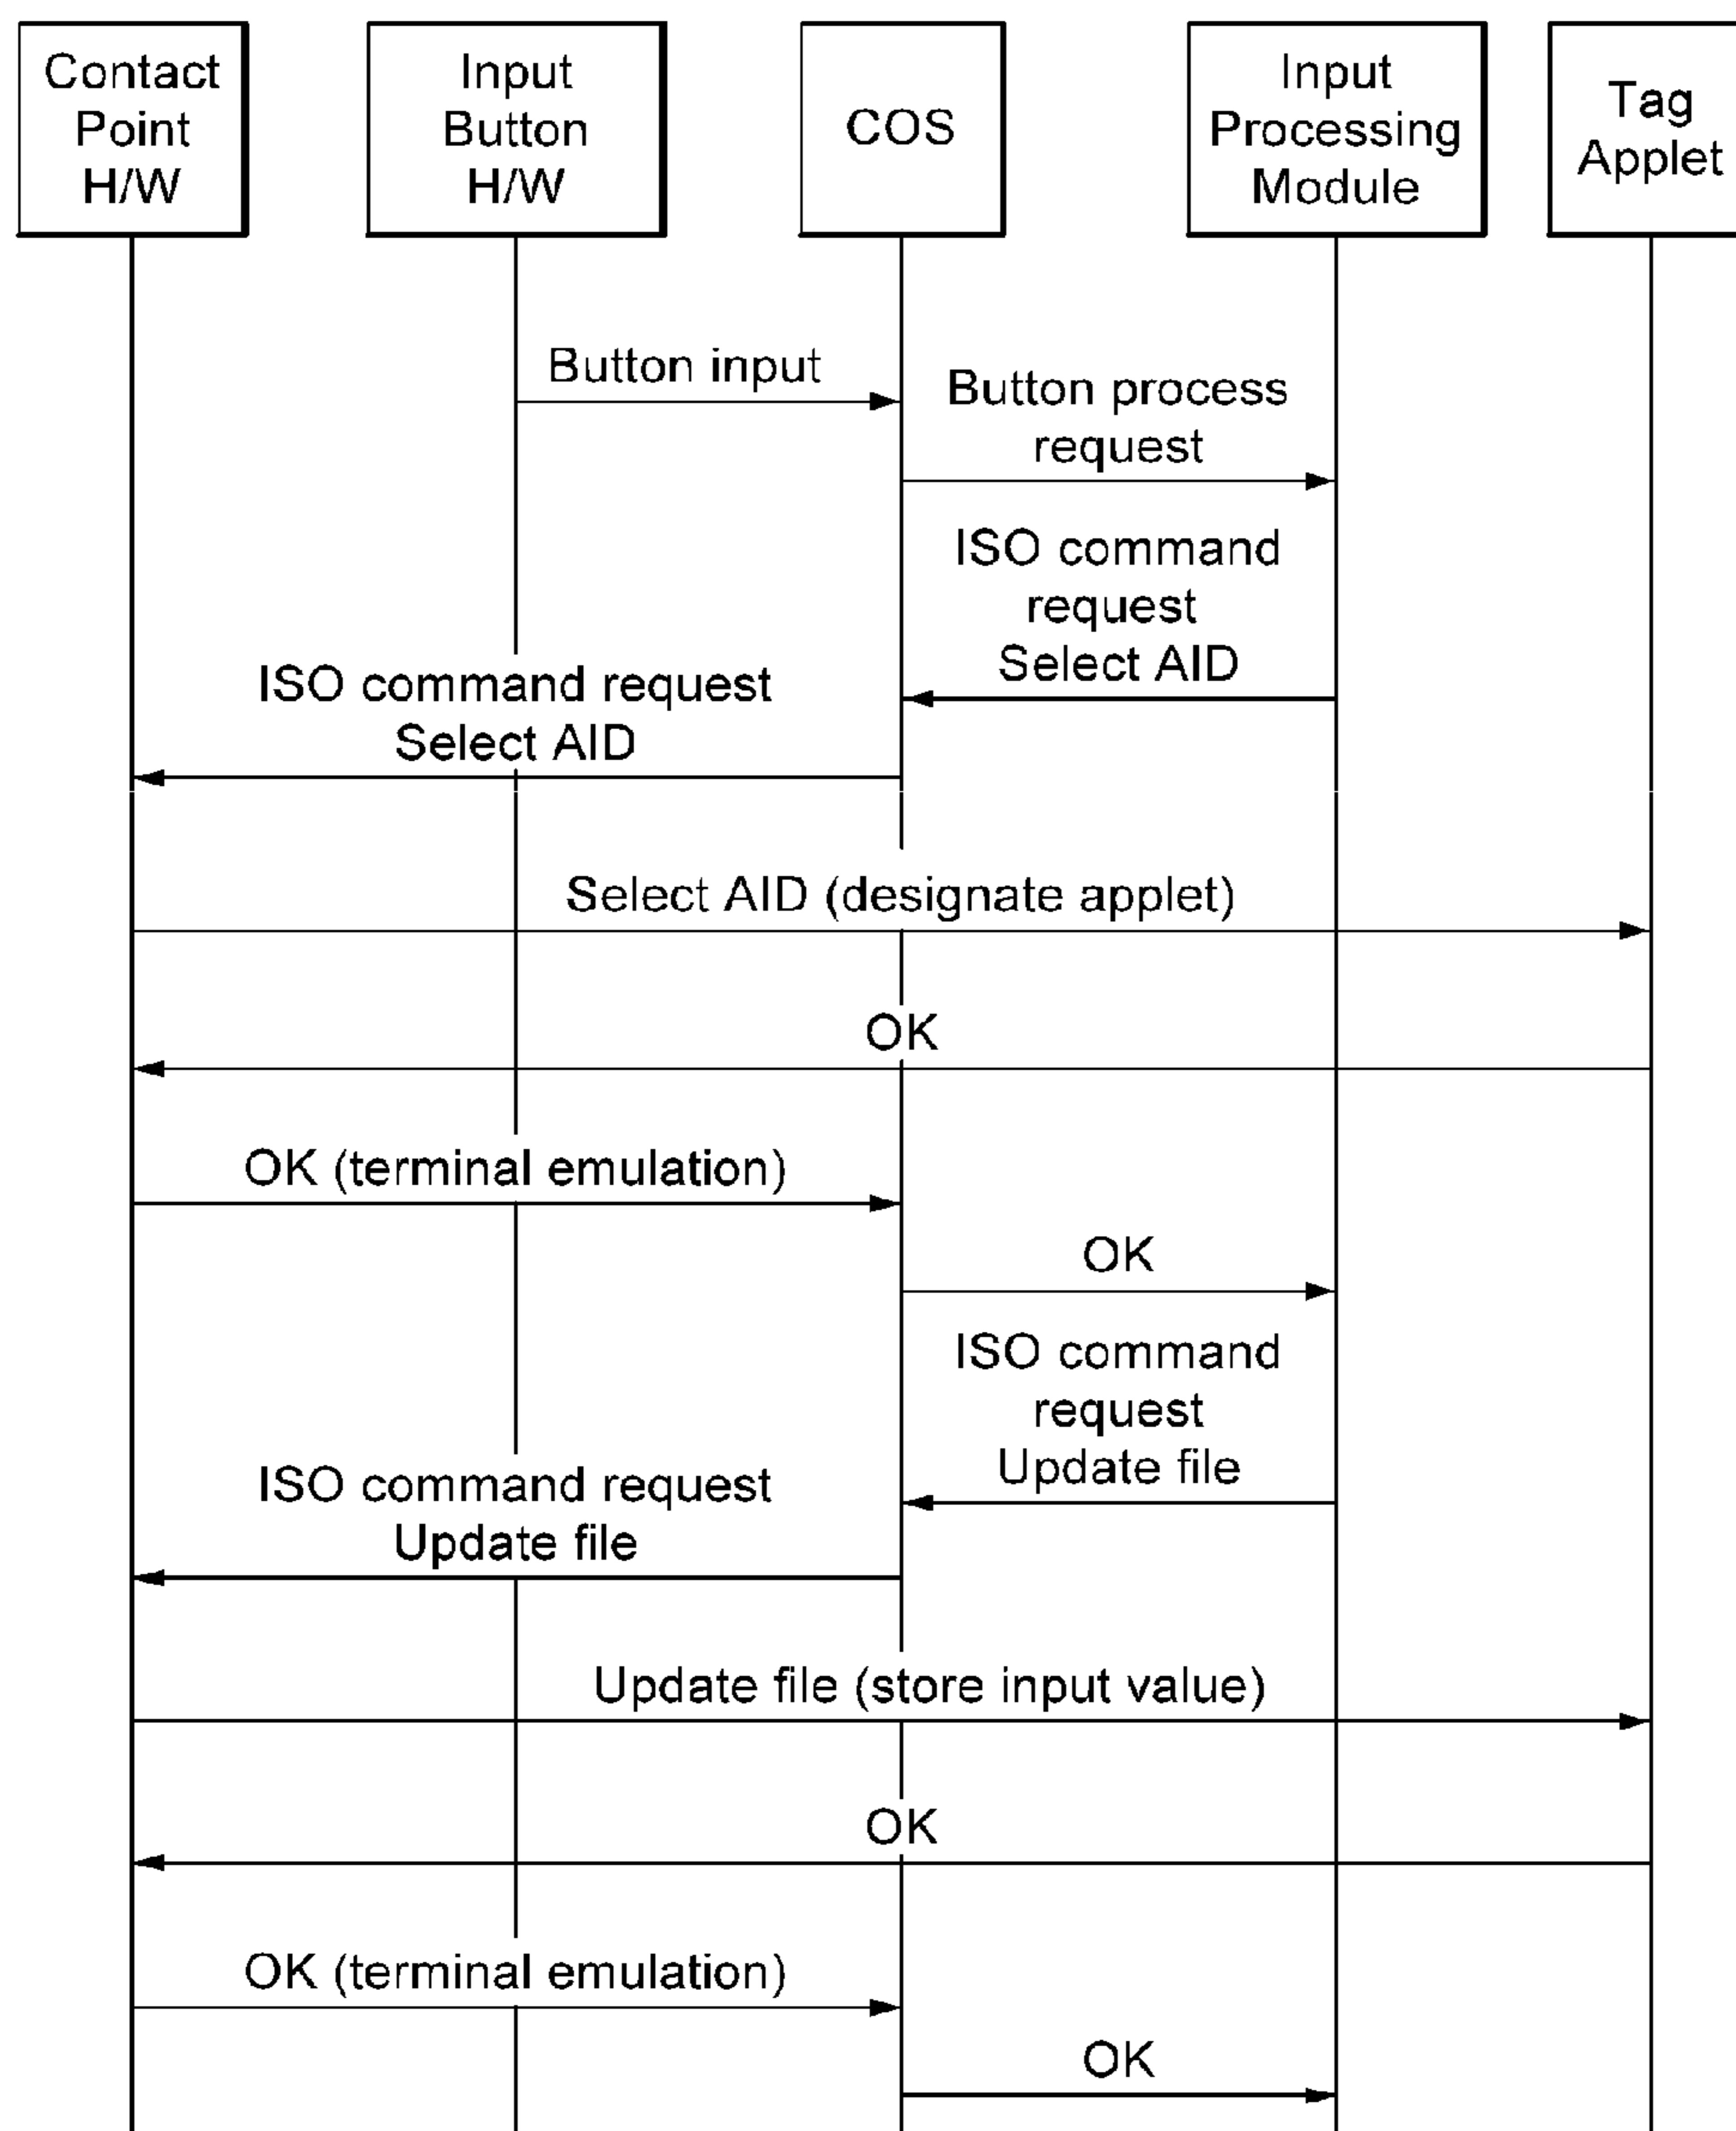 Contact
Point
H/W
Input
Button
H/W
COS
Input
Processing
Module
Tag
Applet
Button input
Button process
request
ISO command
request
Select AID
ISO command request
Select AID
Select AID (designate applet)
OK
OK (terminal emulation)
OK
ISO command
request
Update file
ISO command request
Update file
Update file (store input value)
OK
OK (terminal emulation)
OK